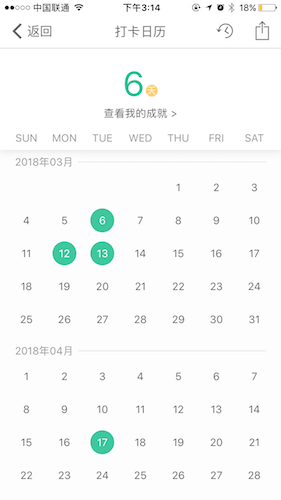 中国联通 下午3:14 18%
返回 打卡日历
6天
查看我的成就 >
SUN MON TUE WED THU FRI SAT
2018年03月
1 2 3
4 5 6 7 8 9 10
11 12 13 14 15 16 17
18 19 20 21 22 23 24
25 26 27 28 29 30 31
2018年04月
1 2 3 4 5 6 7
8 9 10 11 12 13 14
15 16 17 18 19 20 21
22 23 24 25 26 27 28